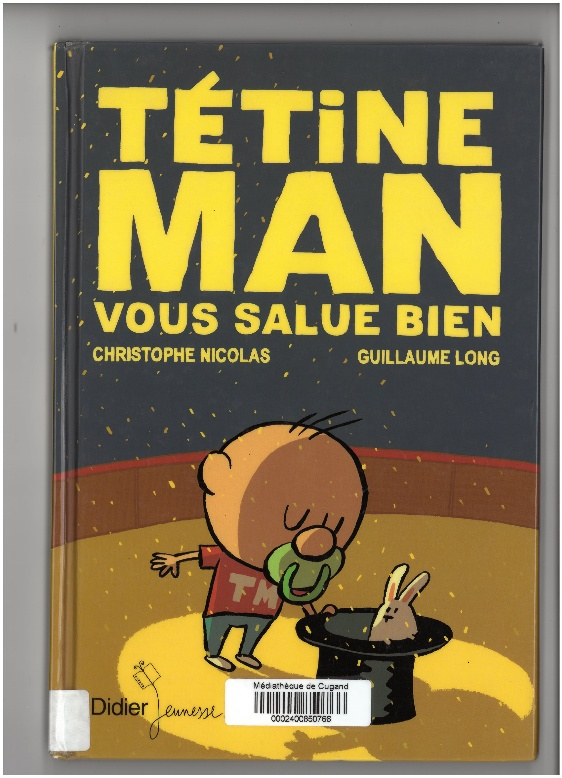 TÉTiNE
MAN
VOUS SALUE BIEN
CHRISTOPHE NICOLAS GUILLAUME LONG
TM
Médiathèque de Cugand
0002400650766
Didier Jeunesse